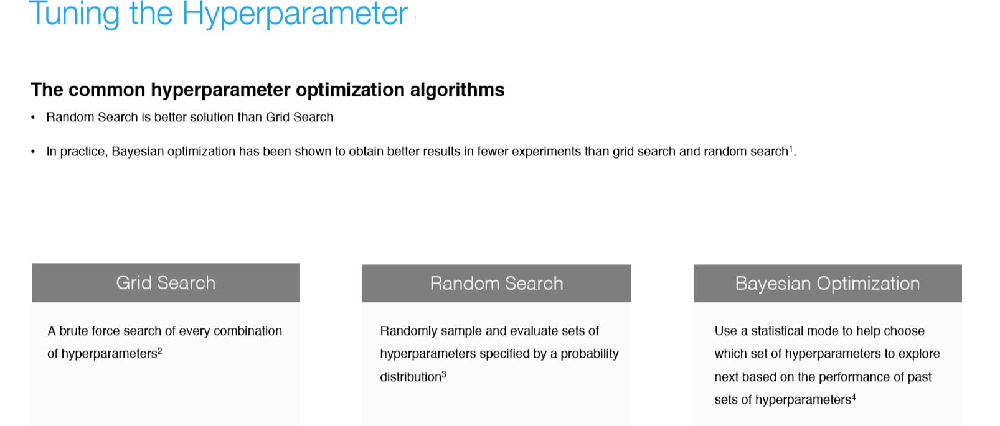 Tuning the Hyperparameter
The common hyperparameter optimization algorithms
• Random Search is better solution than Grid Search
• In practice, Bayesian optimization has been shown to obtain better results in fewer experiments than grid search and random search¹.
Grid Search
A brute force search of every combination
of hyperparameters²
Random Search
Randomly sample and evaluate sets of
hyperparameters specified by a probability
distribution³
Bayesian Optimization
Use a statistical mode to help choose
which set of hyperparameters to explore
next based on the performance of past
sets of hyperparameters⁴